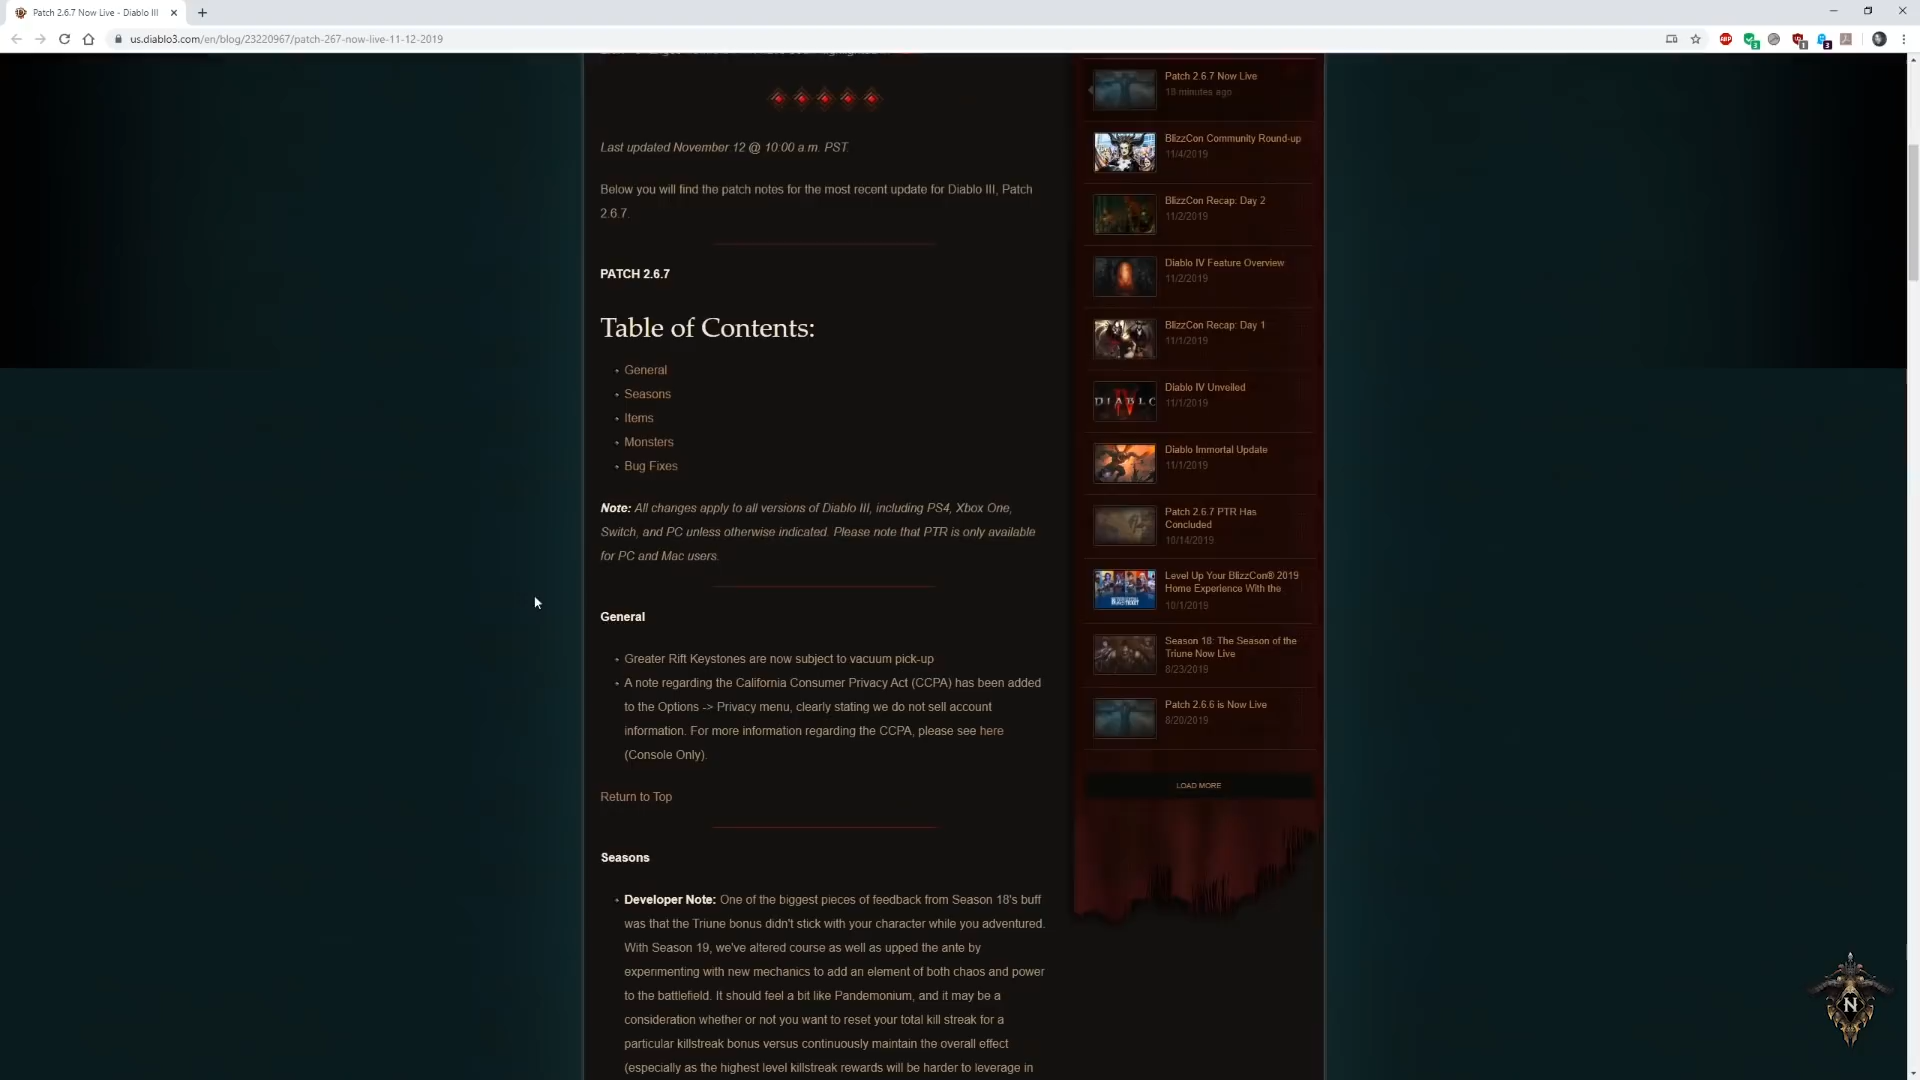 Patch 2.6.7 Now Live - Diablo III
us.diablo3.com/en/blog/23220967/patch-267-now-live-11-12-2019
Last updated November 12 @ 10:00 a.m. PST.
Below you will find the patch notes for the most recent update for Diablo III, Patch
2.6.7.
PATCH 2.6.7
Table of Contents:
General
Seasons
Items
Monsters
Bug Fixes
Note: All changes apply to all versions of Diablo III, including PS4, Xbox One,
Switch, and PC unless otherwise indicated. Please note that PTR is only available
for PC and Mac users.
General
Greater Rift Keystones are now subject to vacuum pick-up
A note regarding the California Consumer Privacy Act (CCPA) has been added
to the Options -> Privacy menu, clearly stating we do not sell account
information. For more information regarding the CCPA, please see here
(Console Only).
Return to Top
Seasons
Developer Note: One of the biggest pieces of feedback from Season 18's buff
was that the Triune bonus didn't stick with your character while you adventured.
With Season 19, we've altered course as well as upped the ante by
experimenting with new mechanics to add an element of both chaos and power
to the battlefield. It should feel a bit like Pandemonium, and it may be a
consideration whether or not you want to reset your total kill streak for a
particular killstreak bonus versus continuously maintain the overall effect
(especially as the highest level killstreak rewards will be harder to leverage in
Patch 2.6.7 Now Live
18 minutes ago
BlizzCon Community Round-up
11/4/2019
BlizzCon Recap: Day 2
11/2/2019
Diablo IV Feature Overview
11/2/2019
BlizzCon Recap: Day 1
11/1/2019
DIABLO
IV
Diablo IV Unveiled
11/1/2019
Diablo Immortal Update
11/1/2019
Patch 2.6.7 PTR Has
Concluded
10/14/2019
Level Up Your BlizzCon® 2019
Home Experience With the
10/1/2019
Season 18: The Season of the
Triune Now Live
8/23/2019
Patch 2.6.6 is Now Live
8/20/2019
LOAD MORE
N